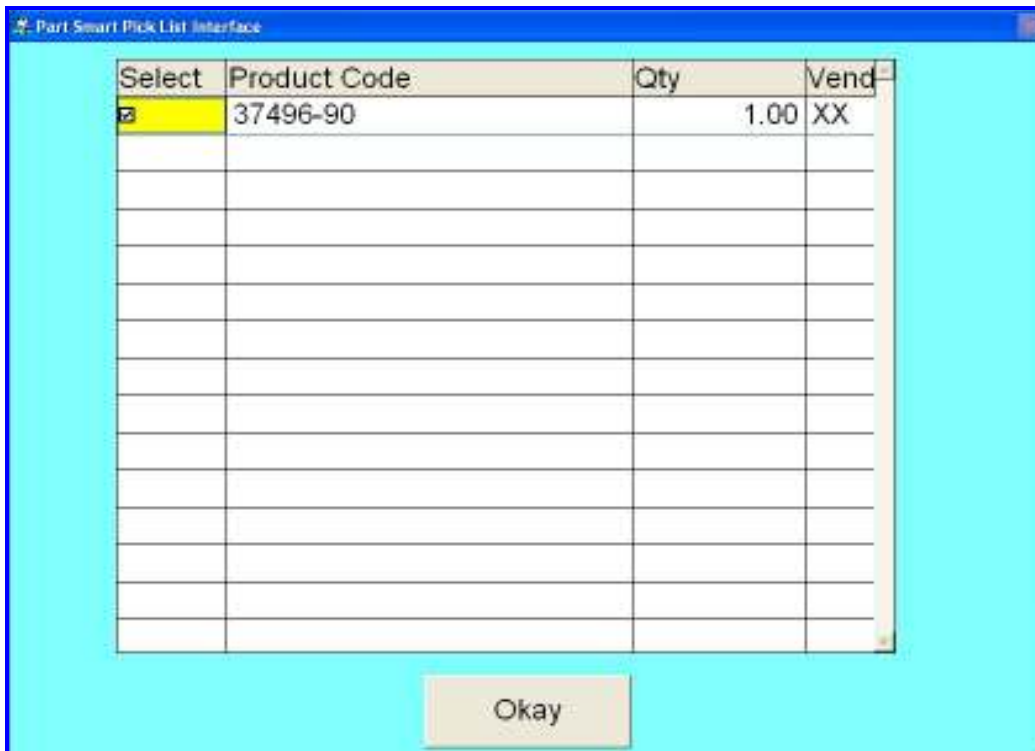 Part Smart Pick List Interface
Select Product Code Qty Vend
37496-90 1.00 XX
Okay